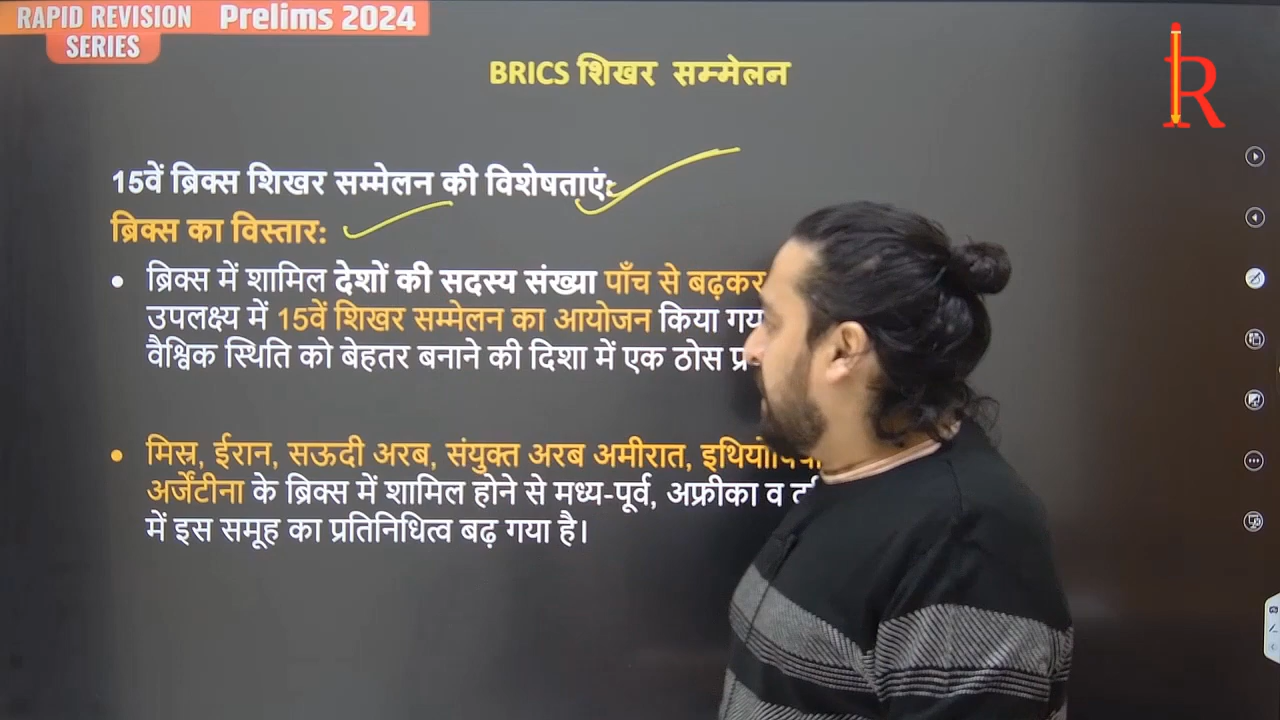 RAPID REVISION Prelims 2024
SERIES
R
BRICS शिखर सम्मेलन
15वें ब्रिक्स शिखर सम्मेलन की विशेषताएं:
ब्रिक्स का विस्तार:
• ब्रिक्स में शामिल देशों की सदस्य संख्या पाँच से बढ़कर
उपलक्ष्य में 15वें शिखर सम्मेलन का आयोजन किया
वैश्विक स्थिति को बेहतर बनाने की दिशा में एक ठोस
• मिस्र, ईरान, सऊदी अरब, संयुक्त अरब अमीरात,
अर्जेंटीना के ब्रिक्स में शामिल होने से मध्य-पूर्व, अफ्रीका व
में इस समूह का प्रतिनिधित्व बढ़ गया है।